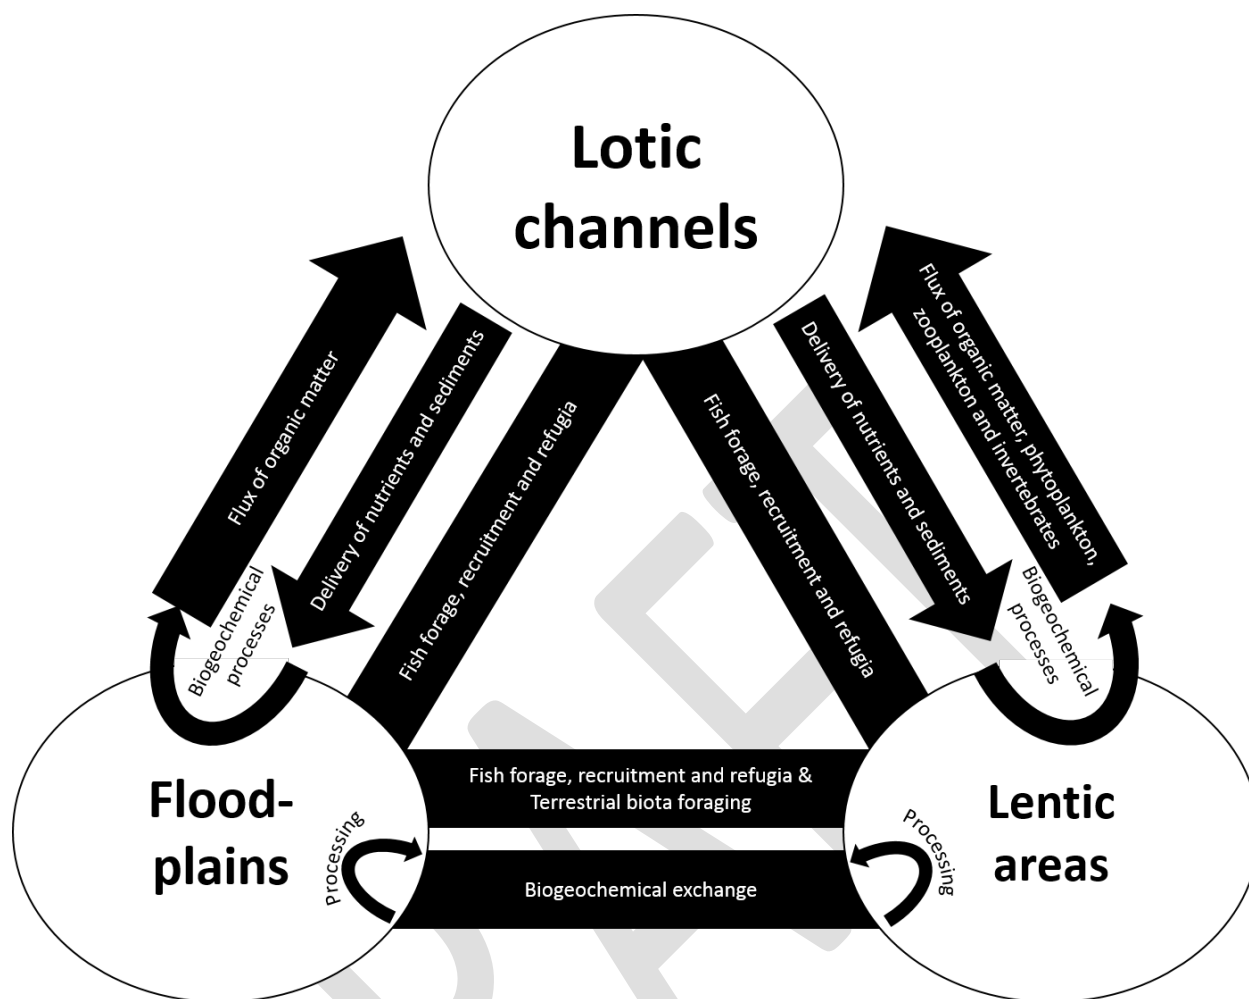 Lotic
channels
Flux of organic matter
Delivery of nutrients and sediments
Fish forage, recruitment and refugia
Fish forage, recruitment and refugia
Delivery of nutrients and sediments
Flux of organic matter, phytoplankton,
zooplankton and invertebrates
Biogeochemical
processes
Biogeochemical
processes
Flood-
plains
Processing
Fish forage, recruitment and refugia &
Terrestrial biota foraging
Biogeochemical exchange
Processing
Lentic
areas
DRAFT